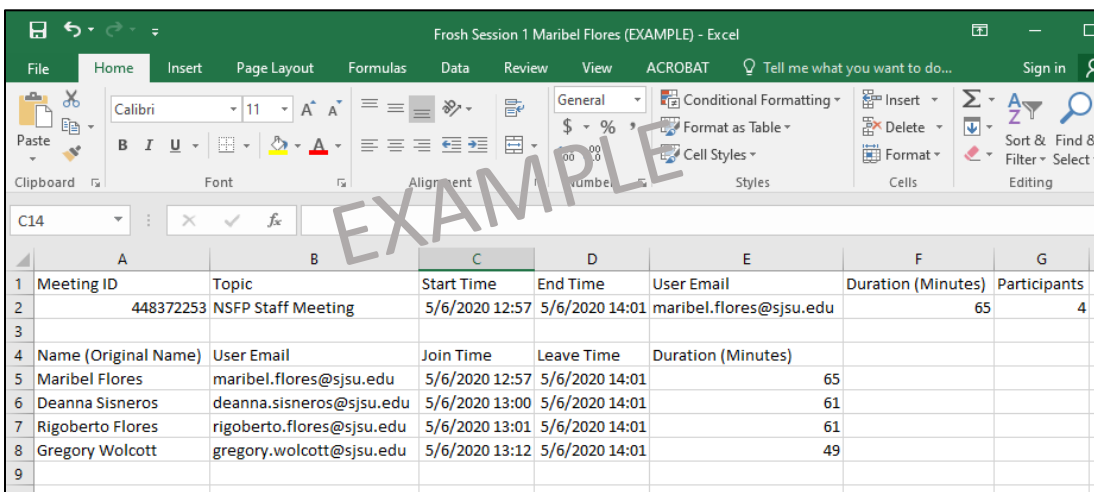 Frosh Session 1 Maribel Flores (EXAMPLE) - Excel
File Home Insert Page Layout Formulas Data Review View ACROBAT Tell me what you want to do... Sign in
Calibri 11 A A General Conditional Formatting Insert Σ A Z
Paste B I U A $ % , Format as Table Delete Sort & Find &
Cell Styles Format Filter Select
Clipboard Font Alignment Number Styles Cells Editing
EXAMPLE
C14 fx
A B C D E F G
1 Meeting ID Topic Start Time End Time User Email Duration (Minutes) Participants
2 448372253 NSFP Staff Meeting 5/6/2020 12:57 5/6/2020 14:01 maribel.flores@sjsu.edu 65 4
3
4 Name (Original Name) User Email Join Time Leave Time Duration (Minutes)
5 Maribel Flores maribel.flores@sjsu.edu 5/6/2020 12:57 5/6/2020 14:01 65
6 Deanna Sisneros deanna.sisneros@sjsu.edu 5/6/2020 13:00 5/6/2020 14:01 61
7 Rigoberto Flores rigoberto.flores@sjsu.edu 5/6/2020 13:01 5/6/2020 14:01 61
8 Gregory Wolcott gregory.wolcott@sjsu.edu 5/6/2020 13:12 5/6/2020 14:01 49
9